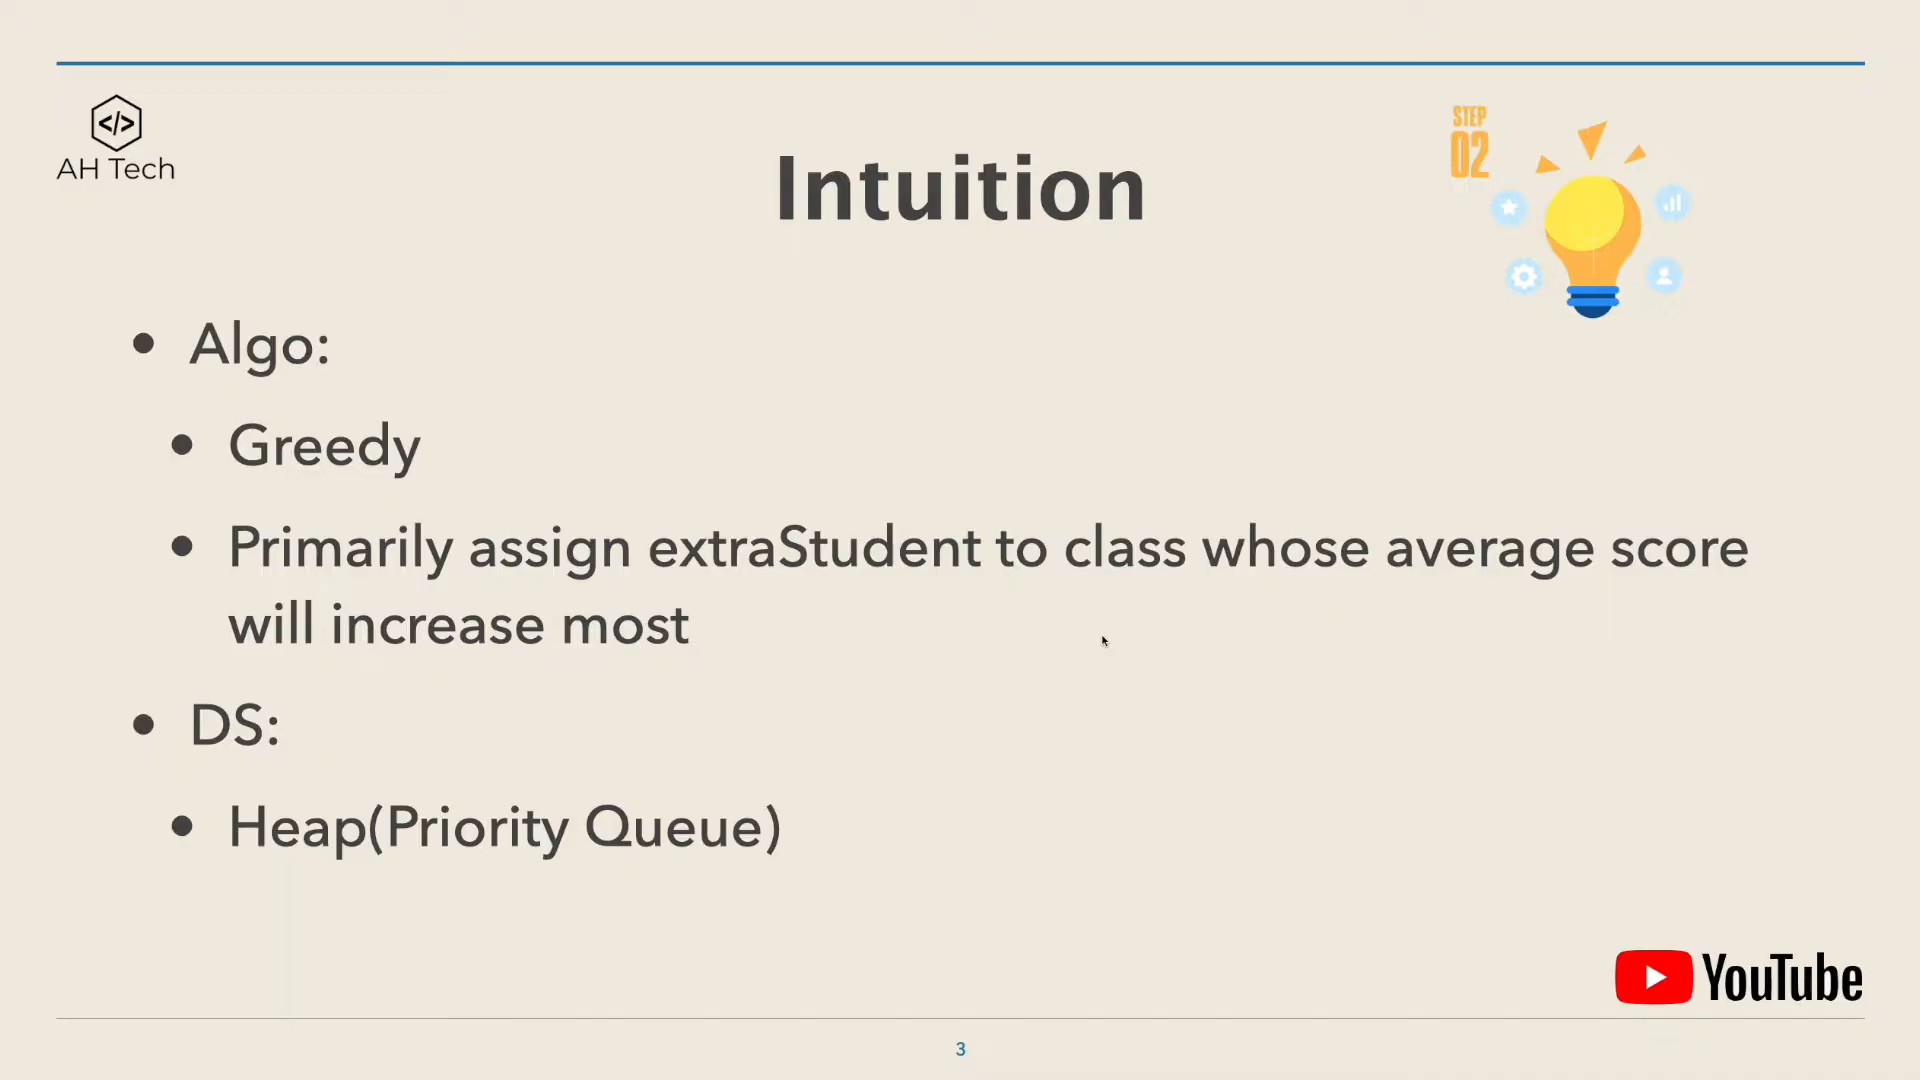 </>
AH Tech
STEP
02
Intuition
• Algo:
• Greedy
• Primarily assign extraStudent to class whose average score
will increase most
• DS:
• Heap(Priority Queue)
YouTube
3